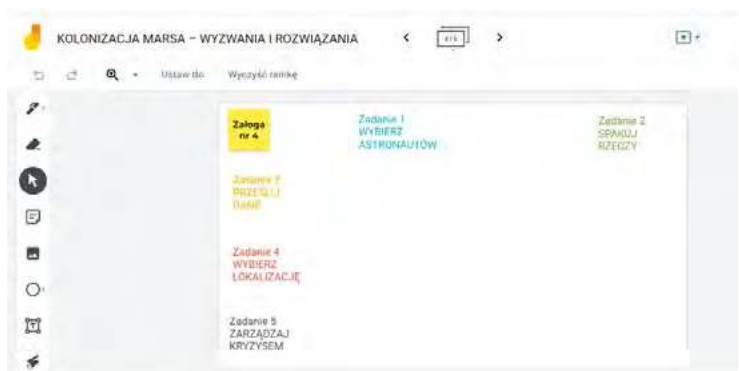 KOLONIZACJA MARSA – WYZWANIA I ROZWIĄZANIA
Ustaw tło
Wyczyść ramkę
Załoga
nr 4
Zadanie 1
WYBIERZ
ASTRONAUTÓW
Zadanie 2
SPAKUJ
RZECZY
Zadanie 3
PRZEŚLIJ
DANE
Zadanie 4
WYBIERZ
LOKALIZACJĘ
Zadanie 5
ZARZĄDZAJ
KRYZYSEM